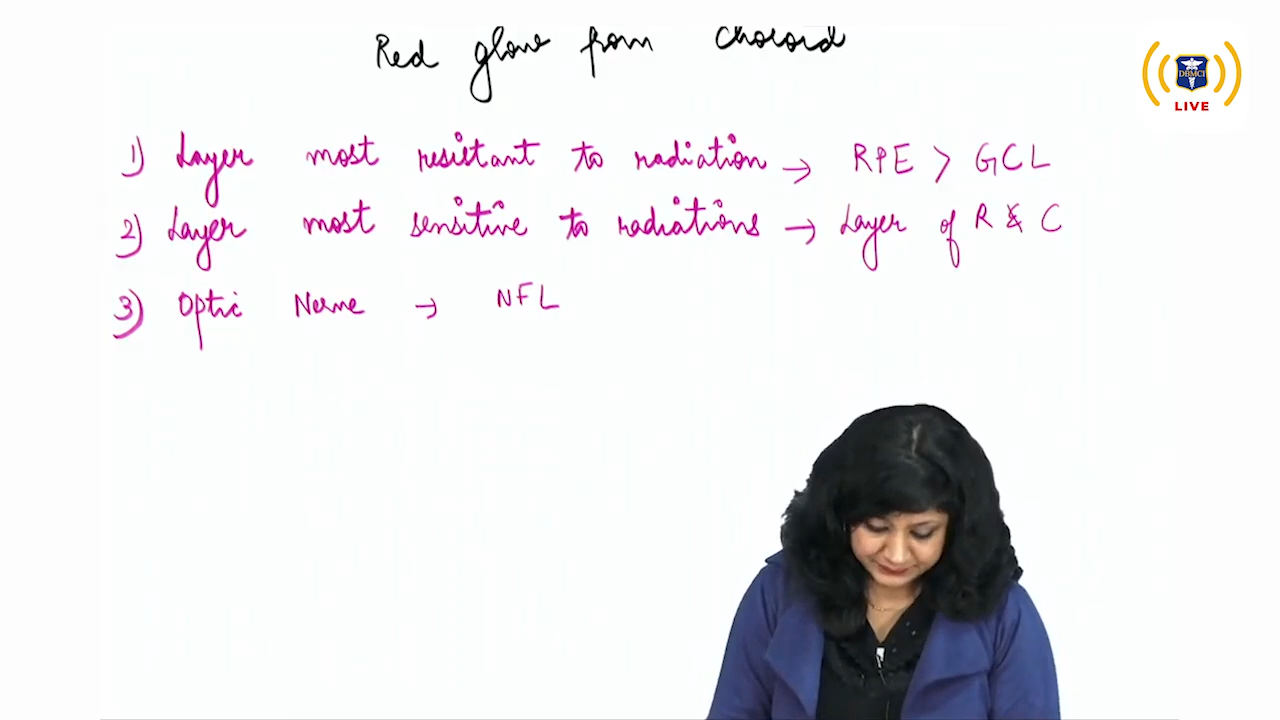 Red glow from choroid
DBMCI
LIVE
1) Layer most resistant to radiation → RPE > GCL
2) Layer most sensitive to radiations → Layer of R & C
3) Optic Nerve → NFL